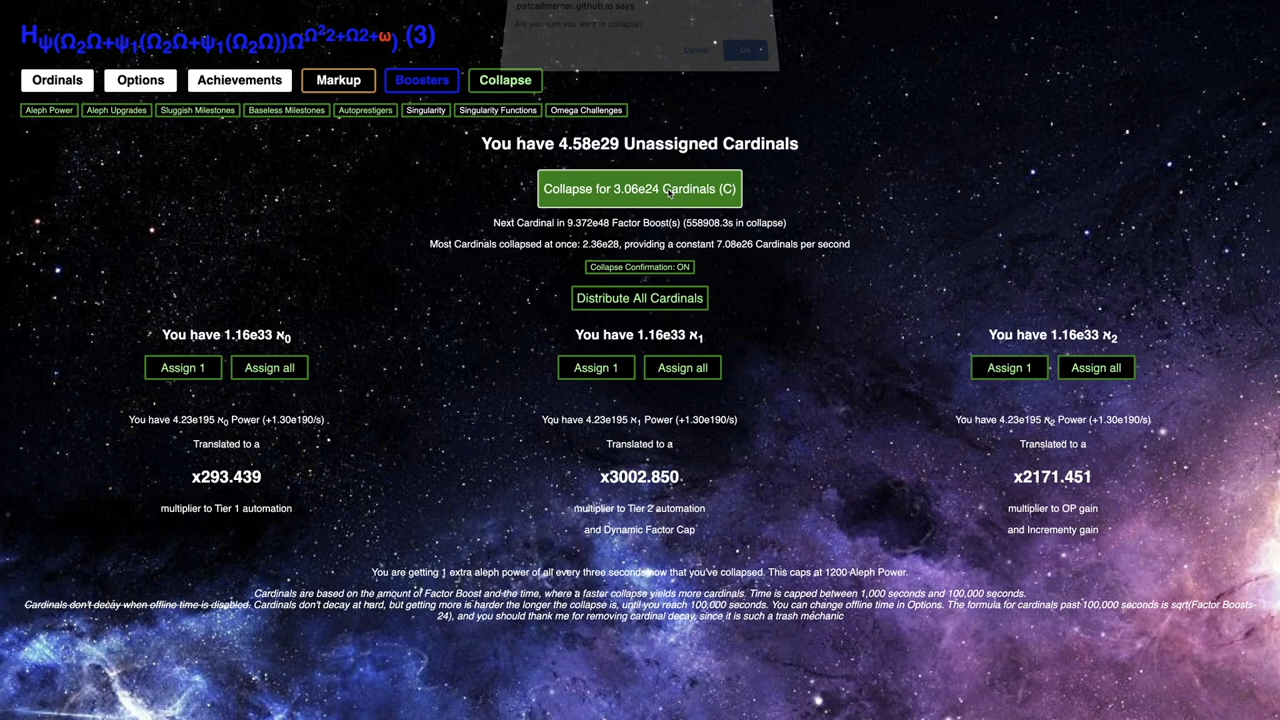 patcailmemer.github.io says
Are you sure you want to collapse?
Cancel OK
Hψ(Ω₂Ω+ψ₁(Ω₂Ω+ψ₁(Ω₂Ω))Ω^Ω^2 2+Ω2+ω) (3)
Ordinals Options Achievements Markup Boosters Collapse
Aleph Power Aleph Upgrades Sluggish Milestones Baseless Milestones Autoprestigers Singularity Singularity Functions Omega Challenges
You have 4.58e29 Unassigned Cardinals
Collapse for 3.06e24 Cardinals (C)
Next Cardinal in 9.372e48 Factor Boost(s) (558908.3s in collapse)
Most Cardinals collapsed at once: 2.36e28, providing a constant 7.08e26 Cardinals per second
Collapse Confirmation: ON
Distribute All Cardinals
You have 1.16e33 ℵ₀ You have 1.16e33 ℵ₁ You have 1.16e33 ℵ₂
Assign 1 Assign all Assign 1 Assign all Assign 1 Assign all
You have 4.23e195 ℵ₀ Power (+1.30e190/s) You have 4.23e195 ℵ₁ Power (+1.30e190/s) You have 4.23e195 ℵ₂ Power (+1.30e190/s)
Translated to a Translated to a Translated to a
x293.439 x3002.850 x2171.451
multiplier to Tier 1 automation multiplier to Tier 2 automation multiplier to OP gain
and Dynamic Factor Cap and Incrementy gain
You are getting 1 extra aleph power of all every three seconds now that you've collapsed. This caps at 1200 Aleph Power.
Cardinals are based on the amount of Factor Boost and the time, where a faster collapse yields more cardinals. Time is capped between 1,000 seconds and 100,000 seconds.
Cardinals don't decay when offline time is disabled. Cardinals don't decay at hard, but getting more is harder the longer the collapse is, until you reach 100,000 seconds. You can change offline time in Options. The formula for cardinals past 100,000 seconds is sqrt(Factor Boosts-
24), and you should thank me for removing cardinal decay, since it is such a trash mechanic